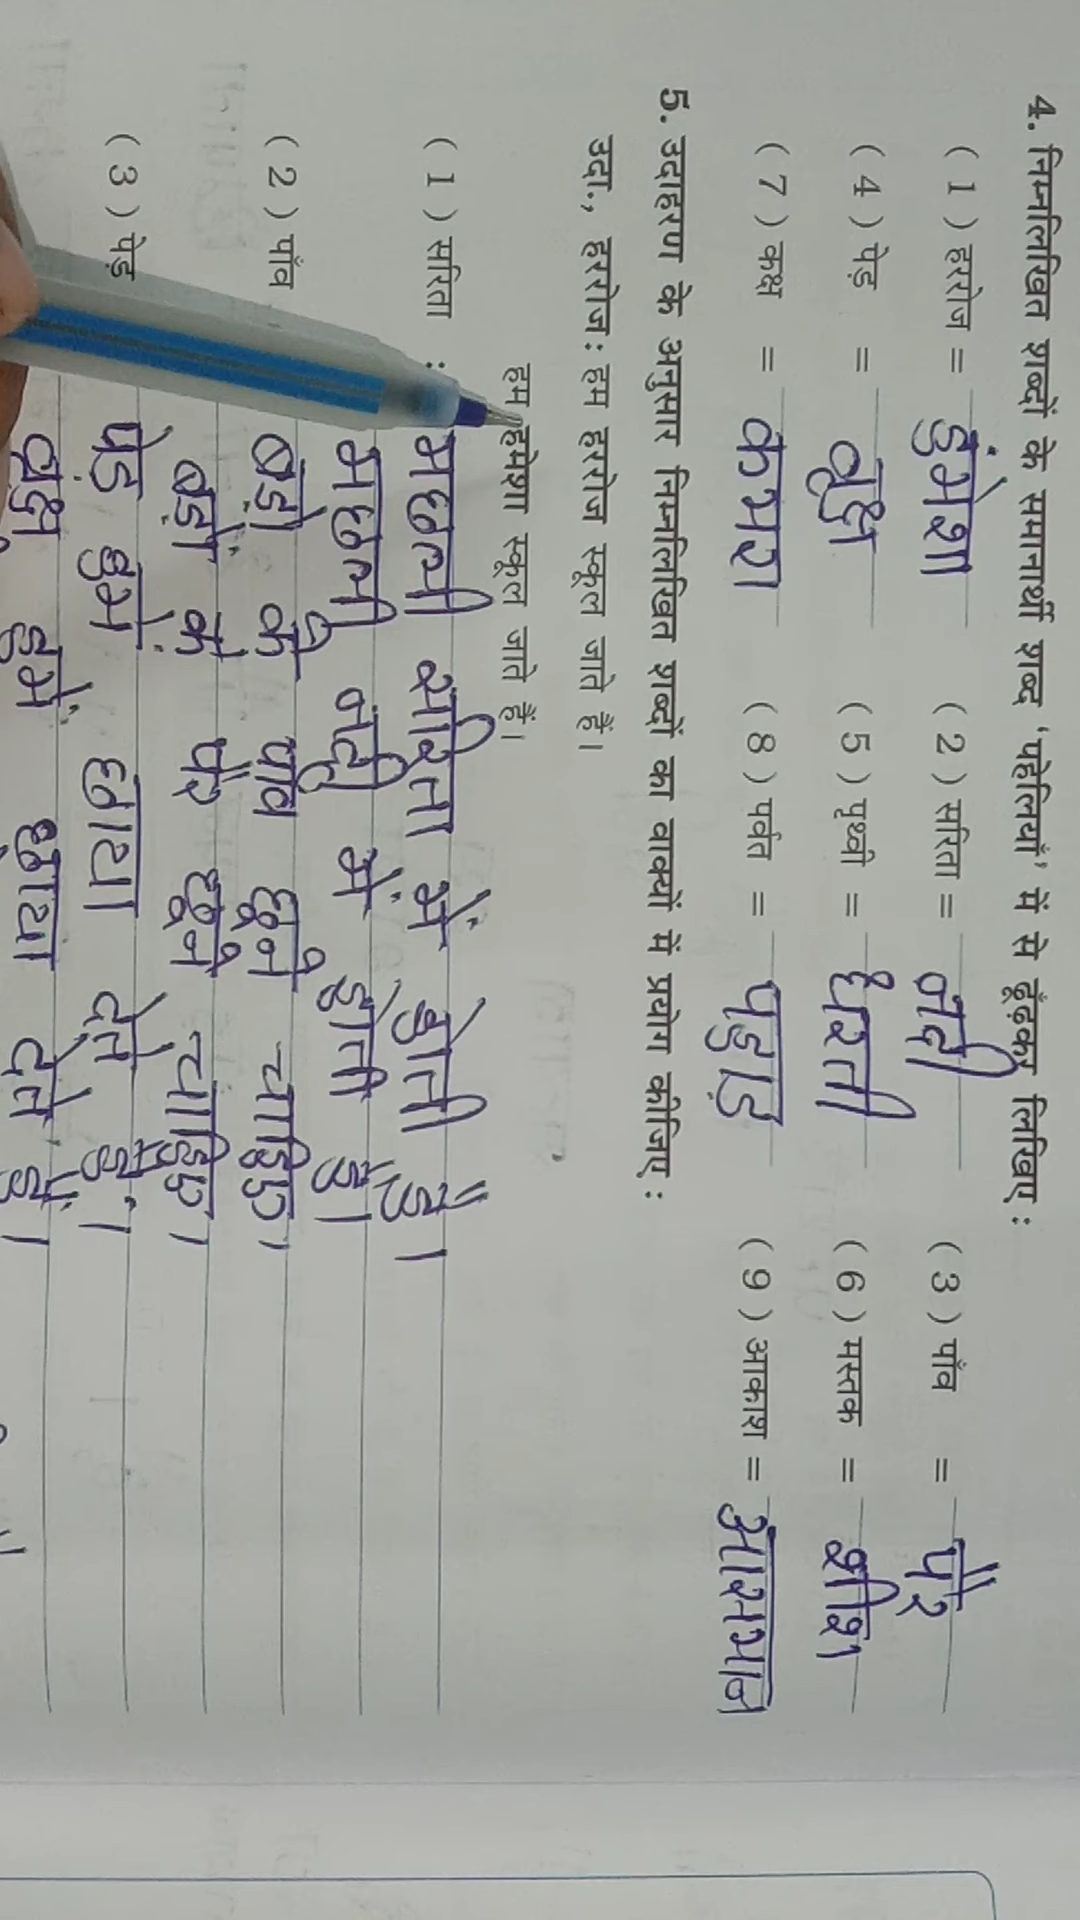 4. निम्नलिखित शब्दों के समानार्थी शब्द 'पहेलियाँ' में से ढूँढ़कर लिखिए :
( 1 ) हररोज = हंमेशा ( 2 ) सरिता = नदी ( 3 ) पाँव = पैर
( 4 ) पेड़ = वृक्ष ( 5 ) पृथ्वी = धरती ( 6 ) मस्तक = शीश
( 7 ) कक्ष = कमरा ( 8 ) पर्वत = पहाड़ ( 9 ) आकाश = आसमान
5. उदाहरण के अनुसार निम्नलिखित शब्दों का वाक्यों में प्रयोग कीजिए :
उदा., हररोज : हम हररोज स्कूल जाते हैं।
हम हमेशा स्कूल जाते हैं।
( 1 ) सरिता : मछली सरिता में होती है।
मछली नदी में होती है।
( 2 ) पाँव बड़ों के पाव छूने चाहिए।
बड़ों के पैर छूने चाहिए।
( 3 ) पेड़ पेड़ हमें छाया देते हैं।
वृक्ष हमें छाया देते हैं।